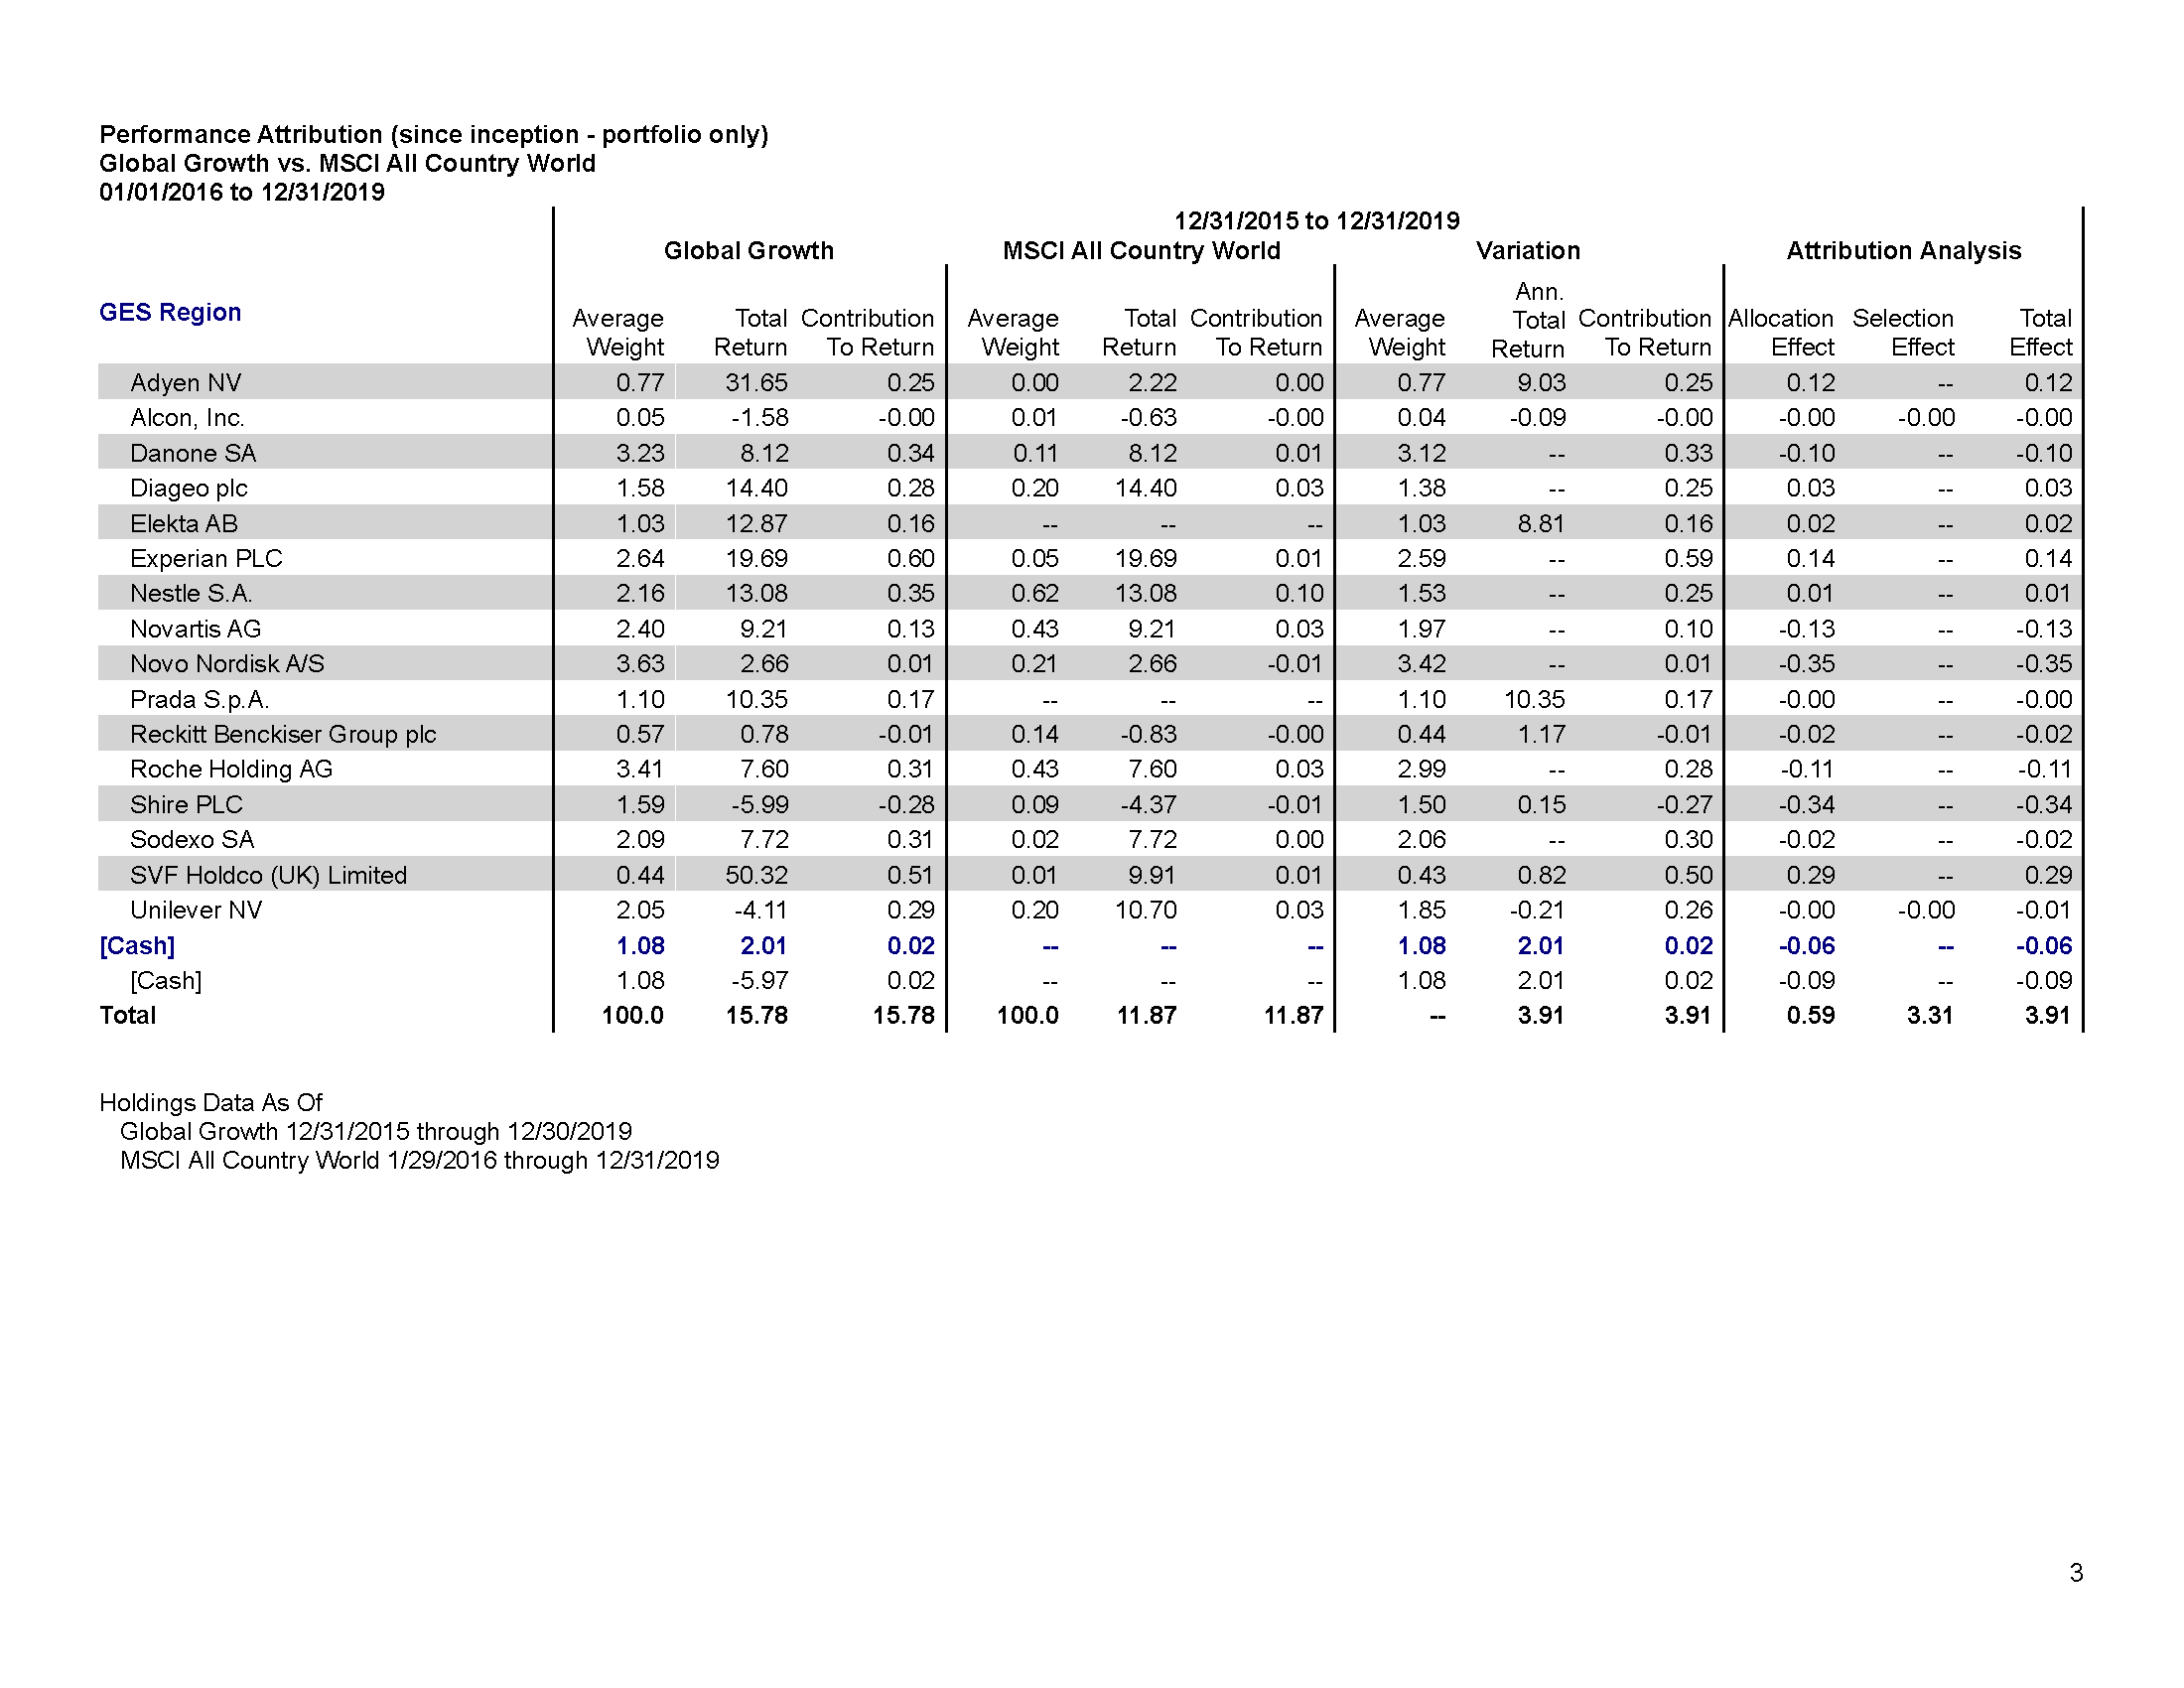 Performance Attribution (since inception - portfolio only)
Global Growth vs. MSCI All Country World
01/01/2016 to 12/31/2019
12/31/2015 to 12/31/2019
Global Growth MSCI All Country World Variation Attribution Analysis
GES Region Average Weight Total Return Contribution To Return Average Weight Total Return Contribution To Return Average Weight Ann. Total Return Contribution To Return Allocation Effect Selection Effect Total Effect
Adyen NV 0.77 31.65 0.25 0.00 2.22 0.00 0.77 9.03 0.25 0.12 -- 0.12
Alcon, Inc. 0.05 -1.58 -0.00 0.01 -0.63 -0.00 0.04 -0.09 -0.00 -0.00 -0.00 -0.00
Danone SA 3.23 8.12 0.34 0.11 8.12 0.01 3.12 -- 0.33 -0.10 -- -0.10
Diageo plc 1.58 14.40 0.28 0.20 14.40 0.03 1.38 -- 0.25 0.03 -- 0.03
Elekta AB 1.03 12.87 0.16 -- -- -- 1.03 8.81 0.16 0.02 -- 0.02
Experian PLC 2.64 19.69 0.60 0.05 19.69 0.01 2.59 -- 0.59 0.14 -- 0.14
Nestle S.A. 2.16 13.08 0.35 0.62 13.08 0.10 1.53 -- 0.25 0.01 -- 0.01
Novartis AG 2.40 9.21 0.13 0.43 9.21 0.03 1.97 -- 0.10 -0.13 -- -0.13
Novo Nordisk A/S 3.63 2.66 0.01 0.21 2.66 -0.01 3.42 -- 0.01 -0.35 -- -0.35
Prada S.p.A. 1.10 10.35 0.17 -- -- -- 1.10 10.35 0.17 -0.00 -- -0.00
Reckitt Benckiser Group plc 0.57 0.78 -0.01 0.14 -0.83 -0.00 0.44 1.17 -0.01 -0.02 -- -0.02
Roche Holding AG 3.41 7.60 0.31 0.43 7.60 0.03 2.99 -- 0.28 -0.11 -- -0.11
Shire PLC 1.59 -5.99 -0.28 0.09 -4.37 -0.01 1.50 0.15 -0.27 -0.34 -- -0.34
Sodexo SA 2.09 7.72 0.31 0.02 7.72 0.00 2.06 -- 0.30 -0.02 -- -0.02
SVF Holdco (UK) Limited 0.44 50.32 0.51 0.01 9.91 0.01 0.43 0.82 0.50 0.29 -- 0.29
Unilever NV 2.05 -4.11 0.29 0.20 10.70 0.03 1.85 -0.21 0.26 -0.00 -0.00 -0.01
[Cash] 1.08 2.01 0.02 -- -- -- 1.08 2.01 0.02 -0.06 -- -0.06
[Cash] 1.08 -5.97 0.02 -- -- -- 1.08 2.01 0.02 -0.09 -- -0.09
Total 100.0 15.78 15.78 100.0 11.87 11.87 -- 3.91 3.91 0.59 3.31 3.91
Holdings Data As Of
Global Growth 12/31/2015 through 12/30/2019
MSCI All Country World 1/29/2016 through 12/31/2019
3